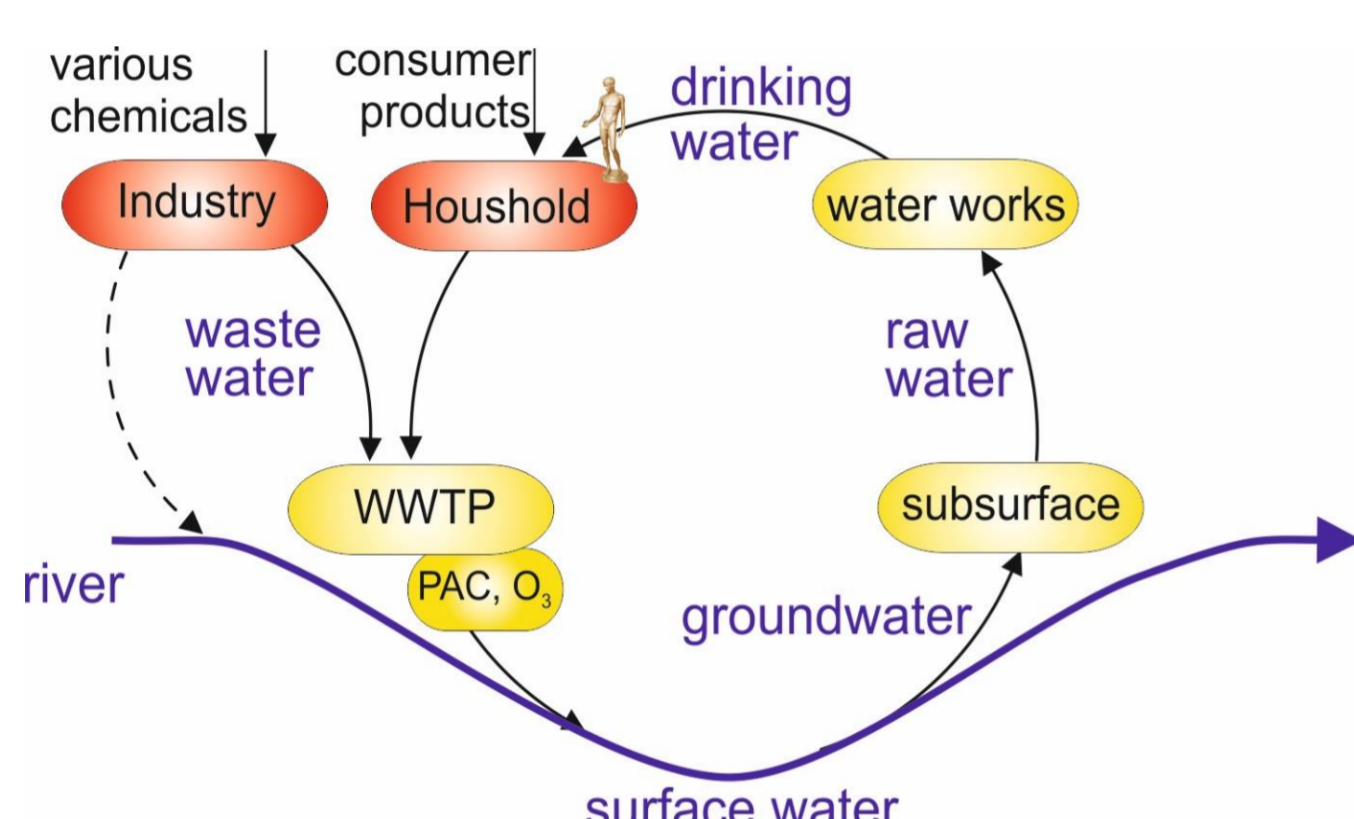 various
chemicals
consumer
products
drinking
water
Industry
Houshold
water works
waste
water
raw
water
WWTP
subsurface
PAC, O₃
river
groundwater
surface water